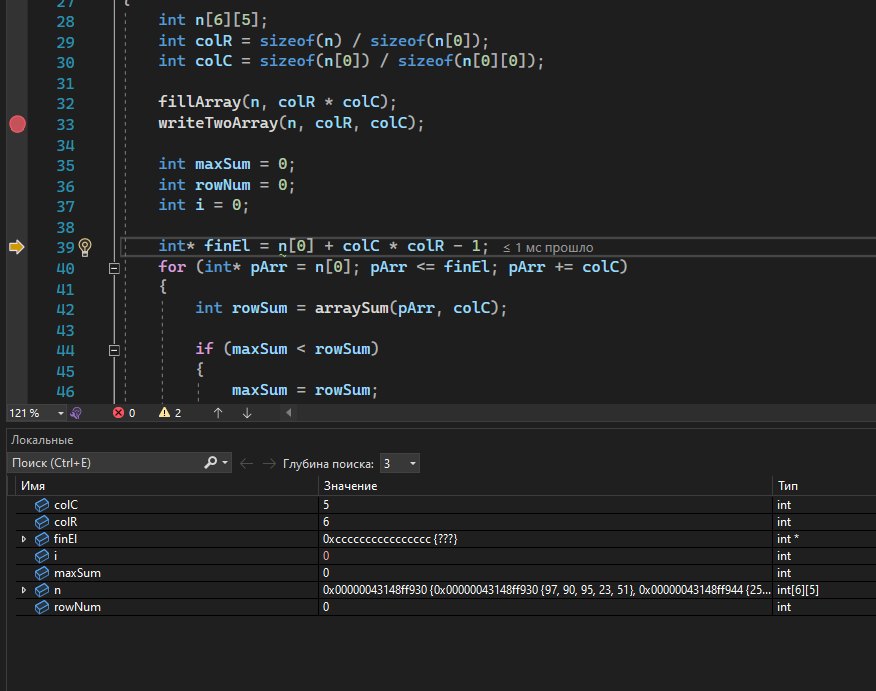 27 {
28 int n[6][5];
29 int colR = sizeof(n) / sizeof(n[0]);
30 int colC = sizeof(n[0]) / sizeof(n[0][0]);
31
32 fillArray(n, colR * colC);
33 writeTwoArray(n, colR, colC);
34
35 int maxSum = 0;
36 int rowNum = 0;
37 int i = 0;
38
39 int* finEl = n[0] + colC * colR - 1; ≤ 1 мс прошло
40 for (int* pArr = n[0]; pArr <= finEl; pArr += colC)
41 {
42 int rowSum = arraySum(pArr, colC);
43
44 if (maxSum < rowSum)
45 {
46 maxSum = rowSum;
121 % 0 2
Локальные
Поиск (Ctrl+E) Глубина поиска: 3
Имя Значение Тип
colC 5 int
colR 6 int
finEl 0xcccccccccccccccc {???} int *
i 0 int
maxSum 0 int
n 0x00000043148ff930 {0x00000043148ff930 {97, 90, 95, 23, 51}, 0x00000043148ff944 {25... int[6][5]
rowNum 0 int